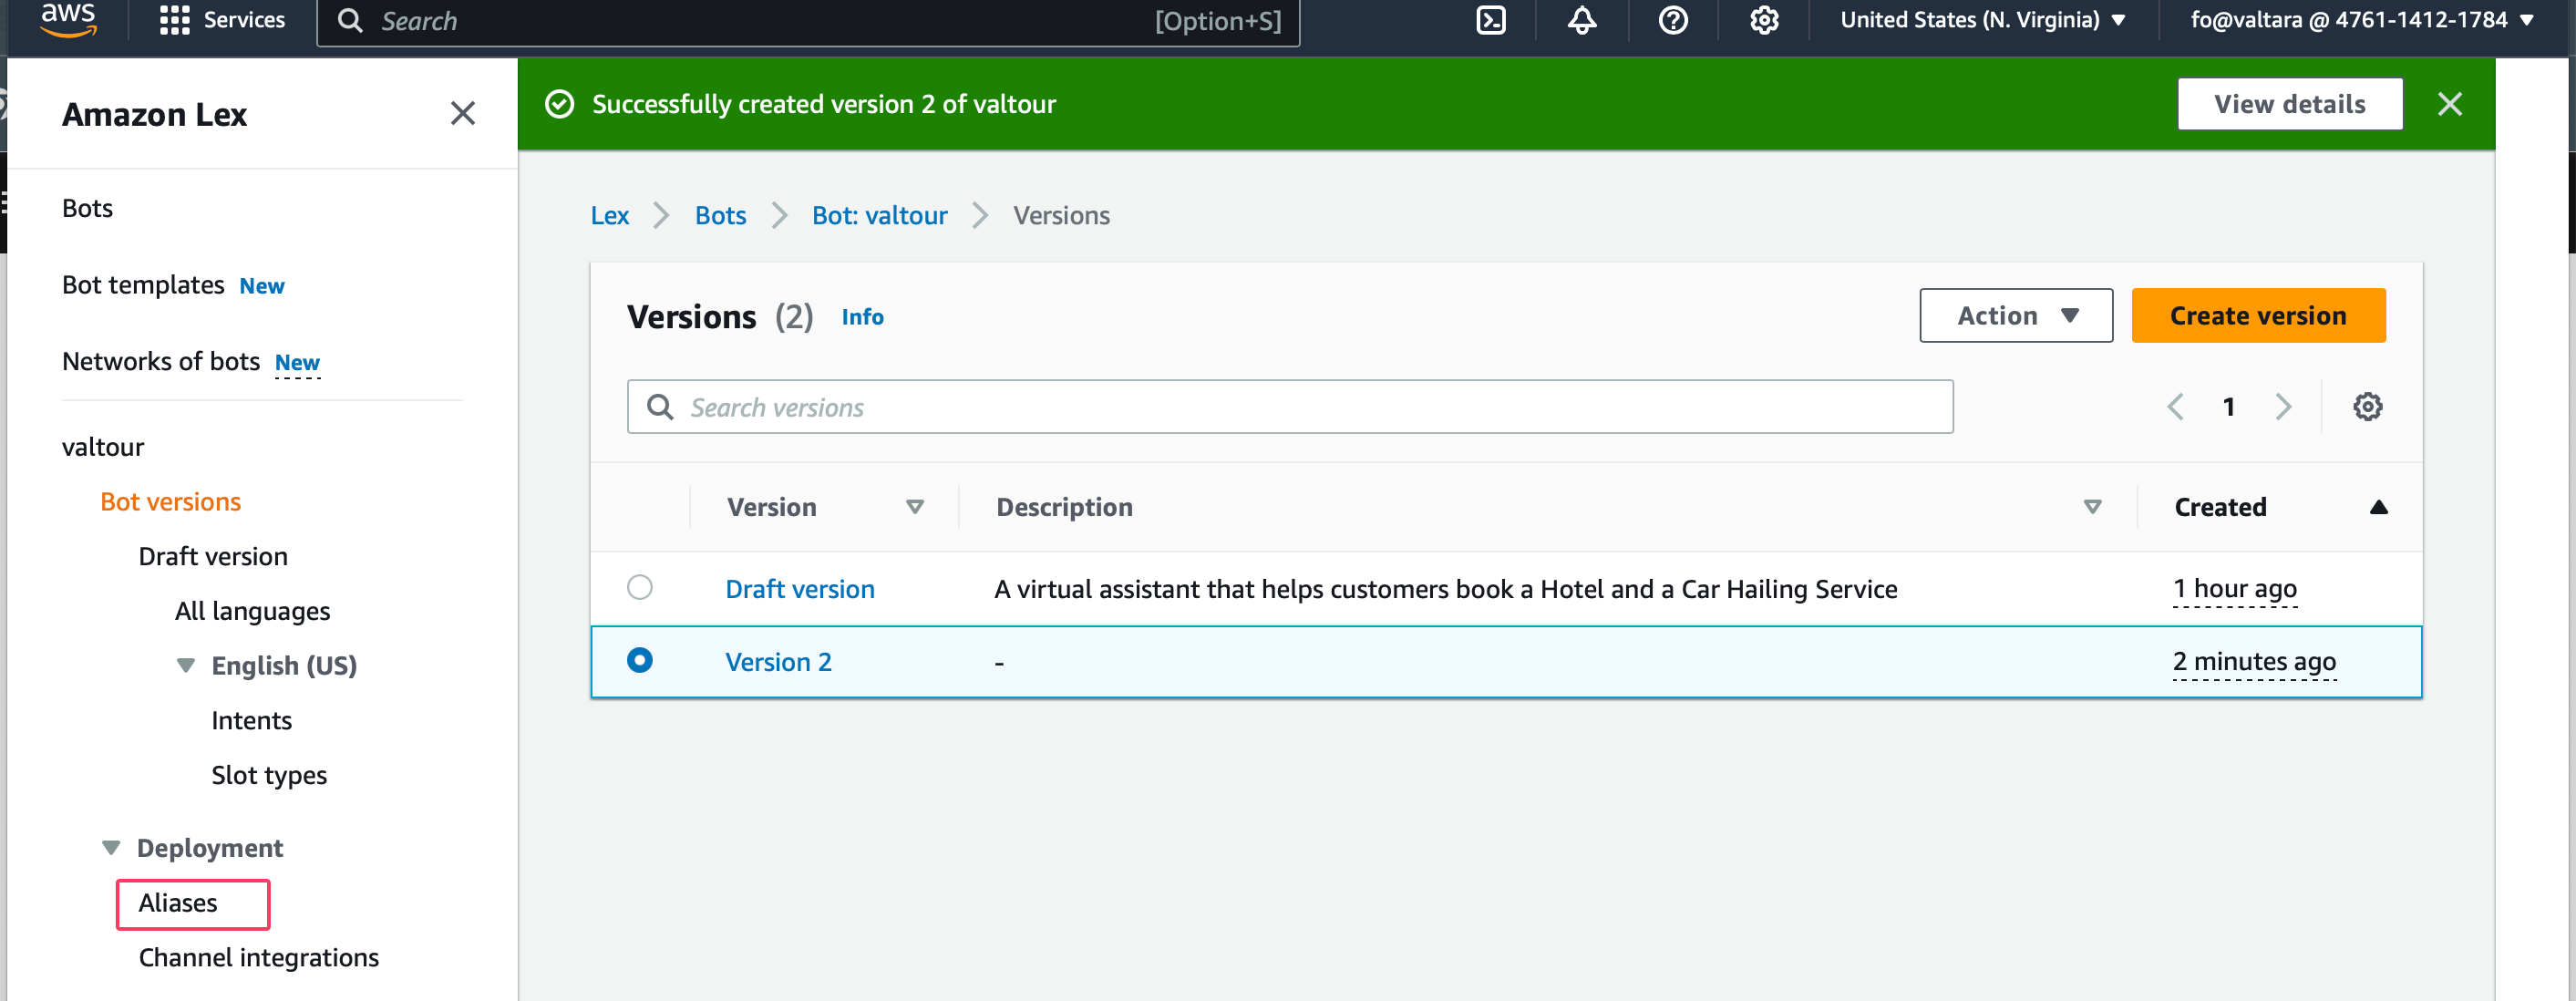 aws
Services
Search
[Option+S]
United States (N. Virginia)
fo@valtara @ 4761-1412-1784
Amazon Lex
Bots
Bot templates New
Networks of bots New
valtour
Bot versions
Draft version
All languages
English (US)
Intents
Slot types
Deployment
Aliases
Channel integrations
Successfully created version 2 of valtour
View details
Lex
Bots
Bot: valtour
Versions
Versions (2) Info
Action
Create version
Search versions
1
Version
Description
Created
Draft version
A virtual assistant that helps customers book a Hotel and a Car Hailing Service
1 hour ago
Version 2
-
2 minutes ago